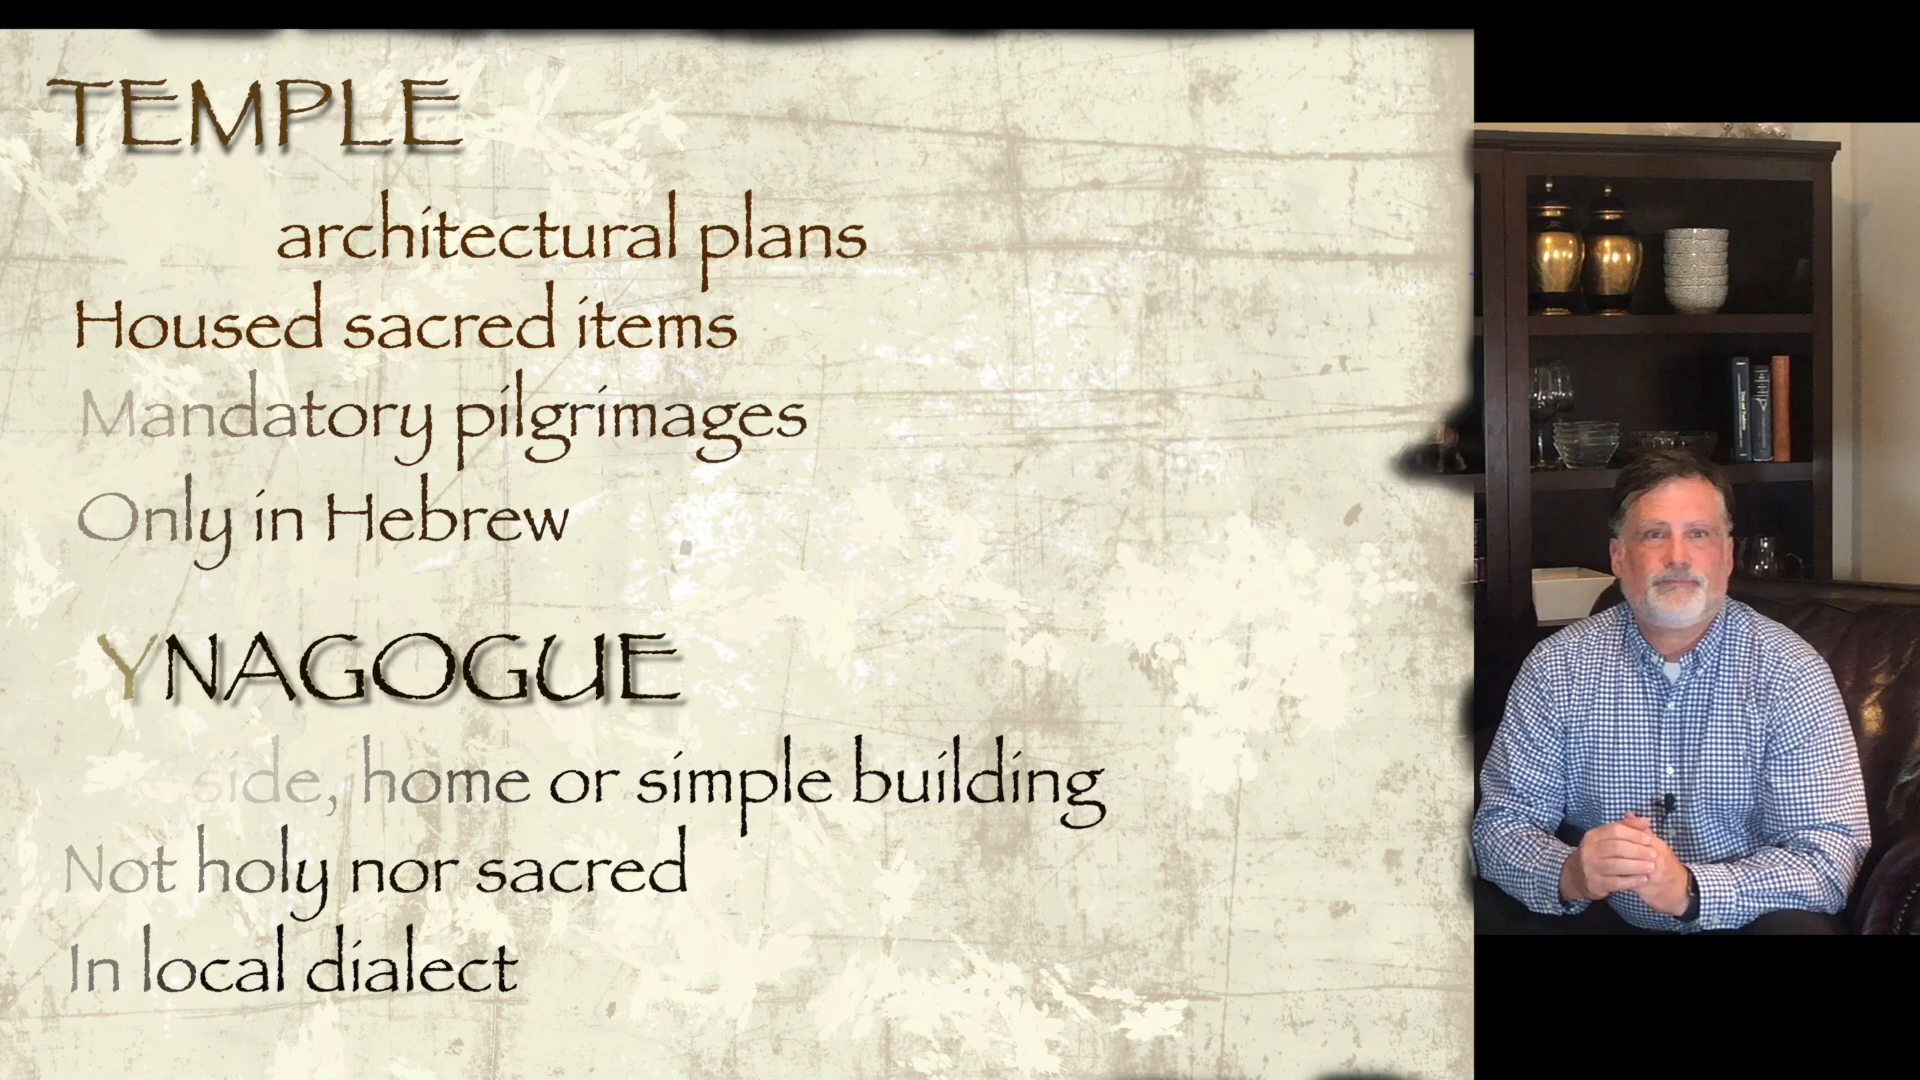 TEMPLE
architectural plans
Housed sacred items
Mandatory pilgrimages
Only in Hebrew
YNAGOGUE
side, home or simple building
Not holy nor sacred
In local dialect